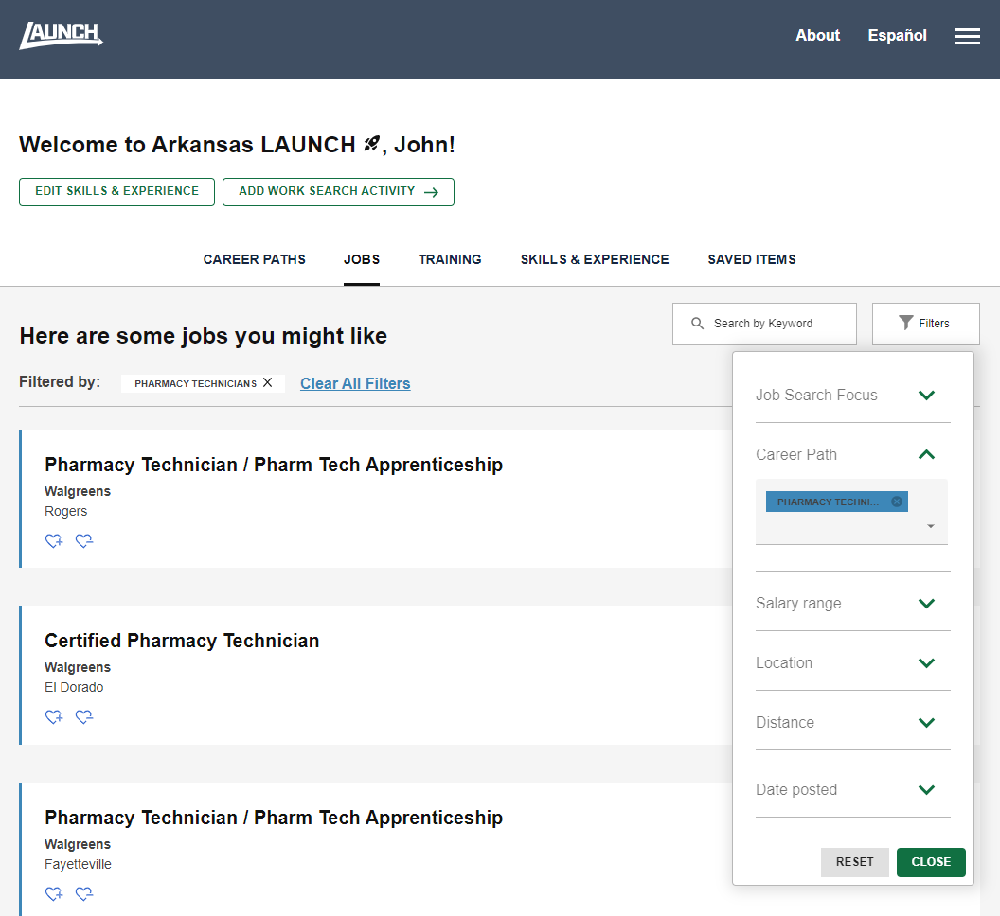 LAUNCH
About Español
Welcome to Arkansas LAUNCH , John!
EDIT SKILLS & EXPERIENCE
ADD WORK SEARCH ACTIVITY
CAREER PATHS JOBS TRAINING SKILLS & EXPERIENCE SAVED ITEMS
Here are some jobs you might like
Search by Keyword
Filters
Filtered by: PHARMACY TECHNICIANS Clear All Filters
Pharmacy Technician / Pharm Tech Apprenticeship
Walgreens
Rogers
Certified Pharmacy Technician
Walgreens
El Dorado
Pharmacy Technician / Pharm Tech Apprenticeship
Walgreens
Fayetteville
Job Search Focus
Career Path
PHARMACY TECHNI...
Salary range
Location
Distance
Date posted
RESET CLOSE